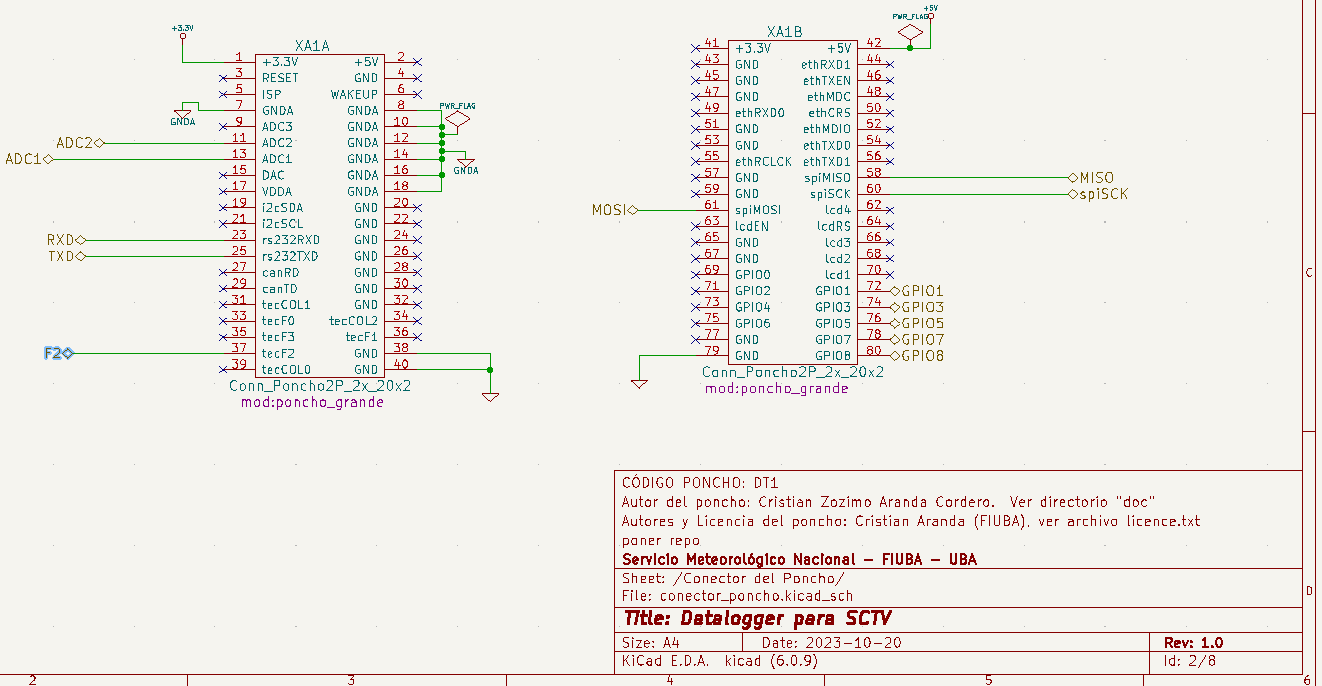 +3.3V
XA1A
1 +3.3V +5V 2
3 RESET GND 4
5 ISP WAKEUP 6
7 GNDA GNDA 8
9 ADC3 GNDA 10
11 ADC2 GNDA 12
13 ADC1 GNDA 14
15 DAC GNDA 16
17 VDDA GNDA 18
19 i2cSDA GND 20
21 i2cSCL GND 22
23 rs232RXD GND 24
25 rs232TXD GND 26
27 canRD GND 28
29 canTD GND 30
31 tecCOL1 GND 32
33 tecF0 tecCOL2 34
35 tecF3 tecF1 36
37 tecF2 GND 38
39 tecCOL0 GND 40
Conn_Poncho2P_2x_20x2
mod:poncho_grande
GNDA
ADC2
ADC1
RXD
TXD
F2
PWR_FLAG
GNDA
XA1B
PWR_FLAG
+5V
41 +3.3V +5V 42
43 GND ethRXD1 44
45 GND ethTXEN 46
47 GND ethMDC 48
49 ethRXD0 ethCRS 50
51 GND ethMDIO 52
53 GND ethTXD0 54
55 ethRCLCK ethTXD1 56
57 GND spiMISO 58
59 GND spiSCK 60
61 spiMOSI lcd4 62
63 lcdEN lcdRS 64
65 GND lcd3 66
67 GND lcd2 68
69 GPIO0 lcd1 70
71 GPIO2 GPIO1 72
73 GPIO4 GPIO3 74
75 GPIO6 GPIO5 76
77 GND GPIO7 78
79 GND GPIO8 80
Conn_Poncho2P_2x_20x2
mod:poncho_grande
MOSI
MISO
spiSCK
GPIO1
GPIO3
GPIO5
GPIO7
GPIO8
CÓDIGO PONCHO: DT1
Autor del poncho: Cristian Zozimo Aranda Cordero. Ver directorio "doc"
Autores y Licencia del poncho: Cristian Aranda (FIUBA), ver archivo licence.txt
poner repo
Servicio Meteorológico Nacional – FIUBA – UBA
Sheet: /Conector del Poncho/
File: conector_poncho.kicad_sch
Title: Datalogger para SCTV
Size: A4 Date: 2023-10-20 Rev: 1.0
KiCad E.D.A. kicad (6.0.9) Id: 2/8
C
D
2 3 4 5 6